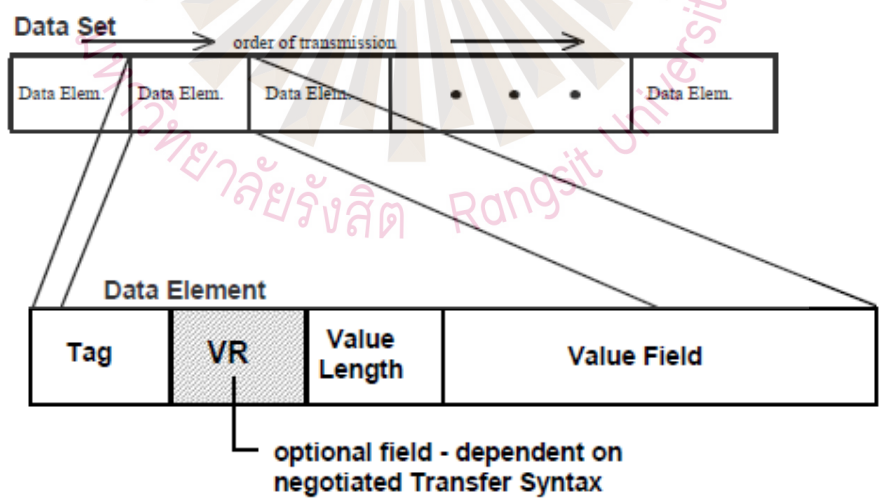 Data Set
order of transmission
Data Elem. Data Elem. Data Elem. • • • Data Elem.
มหาวิทยาลัยรังสิต Rangsit Universit
Data Element
Tag VR Value Length Value Field
optional field - dependent on
negotiated Transfer Syntax